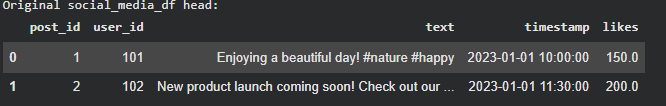 Original social_media_df head:
post_id user_id text timestamp likes
0 1 101 Enjoying a beautiful day! #nature #happy 2023-01-01 10:00:00 150.0
1 2 102 New product launch coming soon! Check out our ... 2023-01-01 11:30:00 200.0